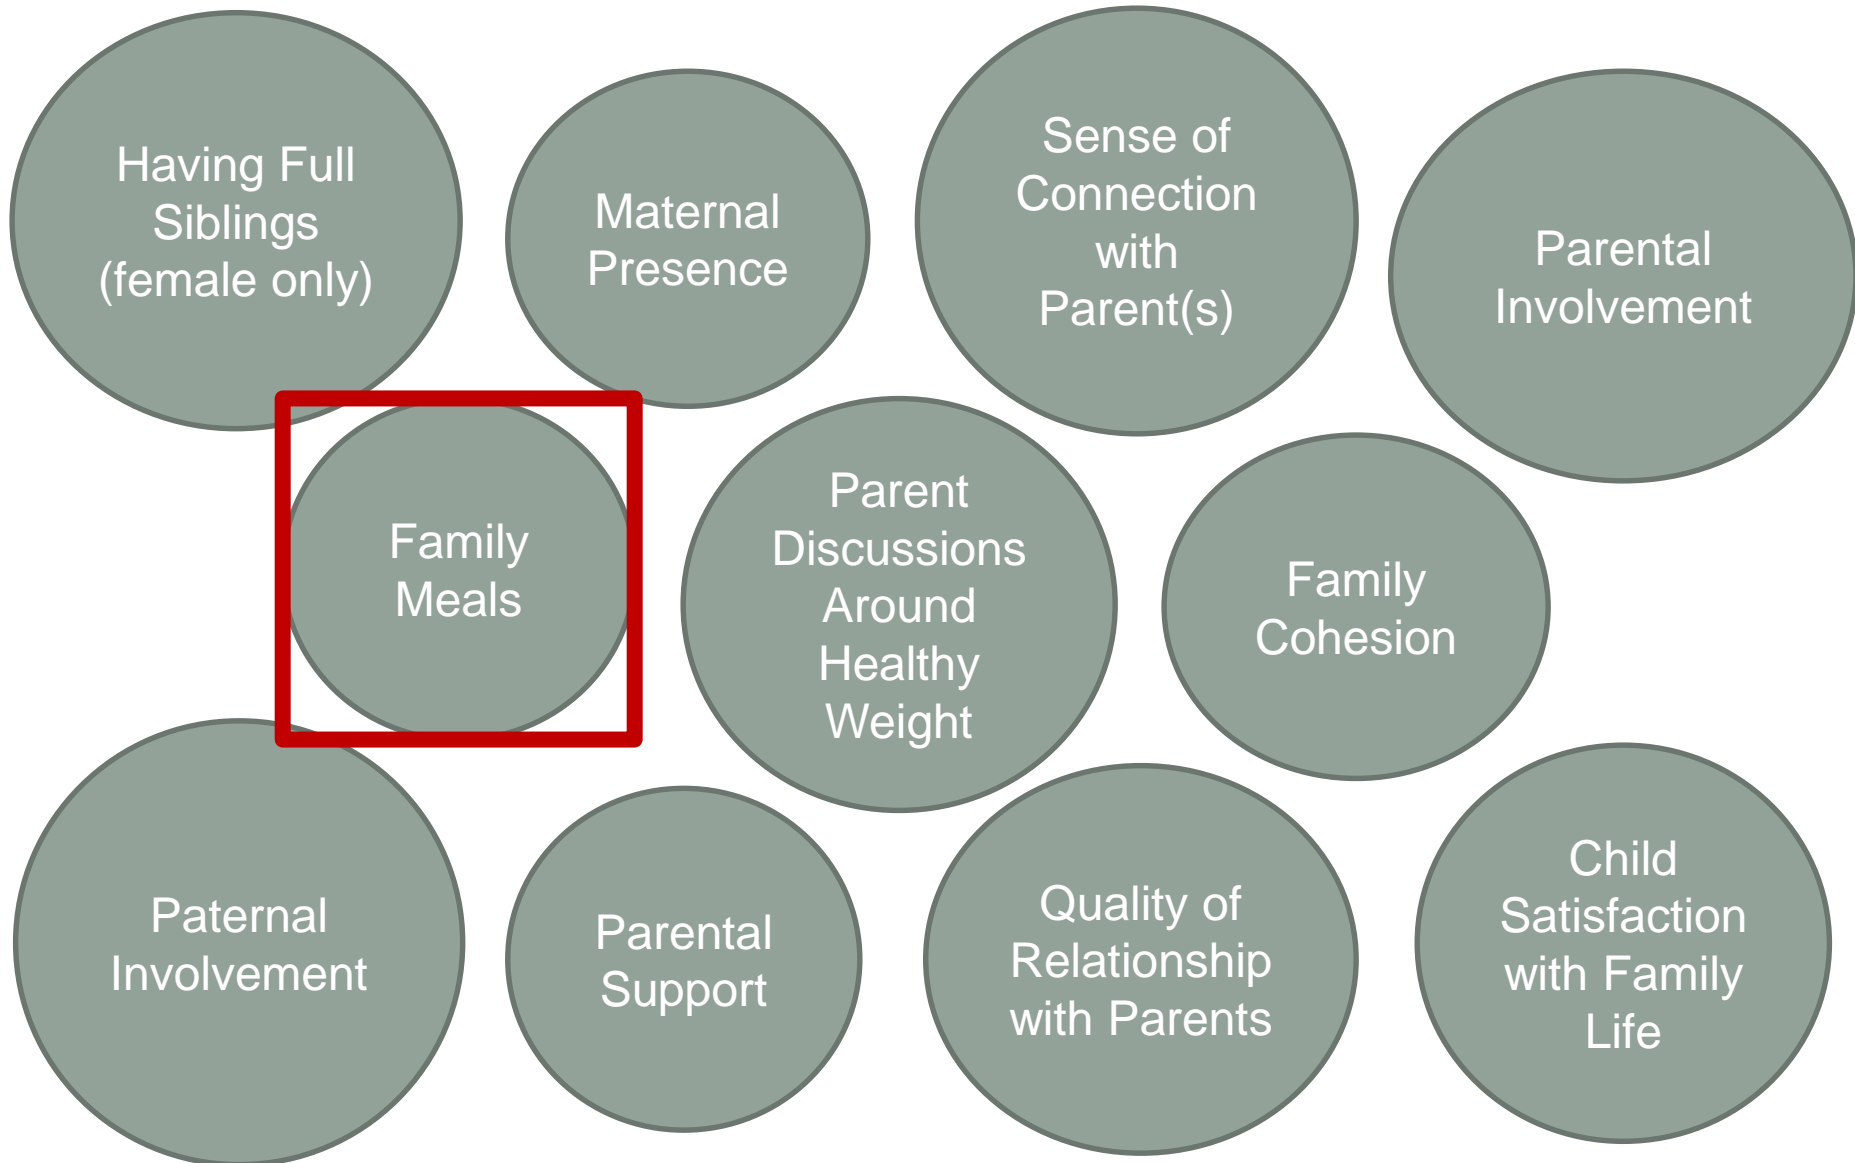 Having Full
Siblings
(female only)
Maternal
Presence
Sense of
Connection
with
Parent(s)
Parental
Involvement
Family
Meals
Parent
Discussions
Around
Healthy
Weight
Family
Cohesion
Paternal
Involvement
Parental
Support
Quality of
Relationship
with Parents
Child
Satisfaction
with Family
Life